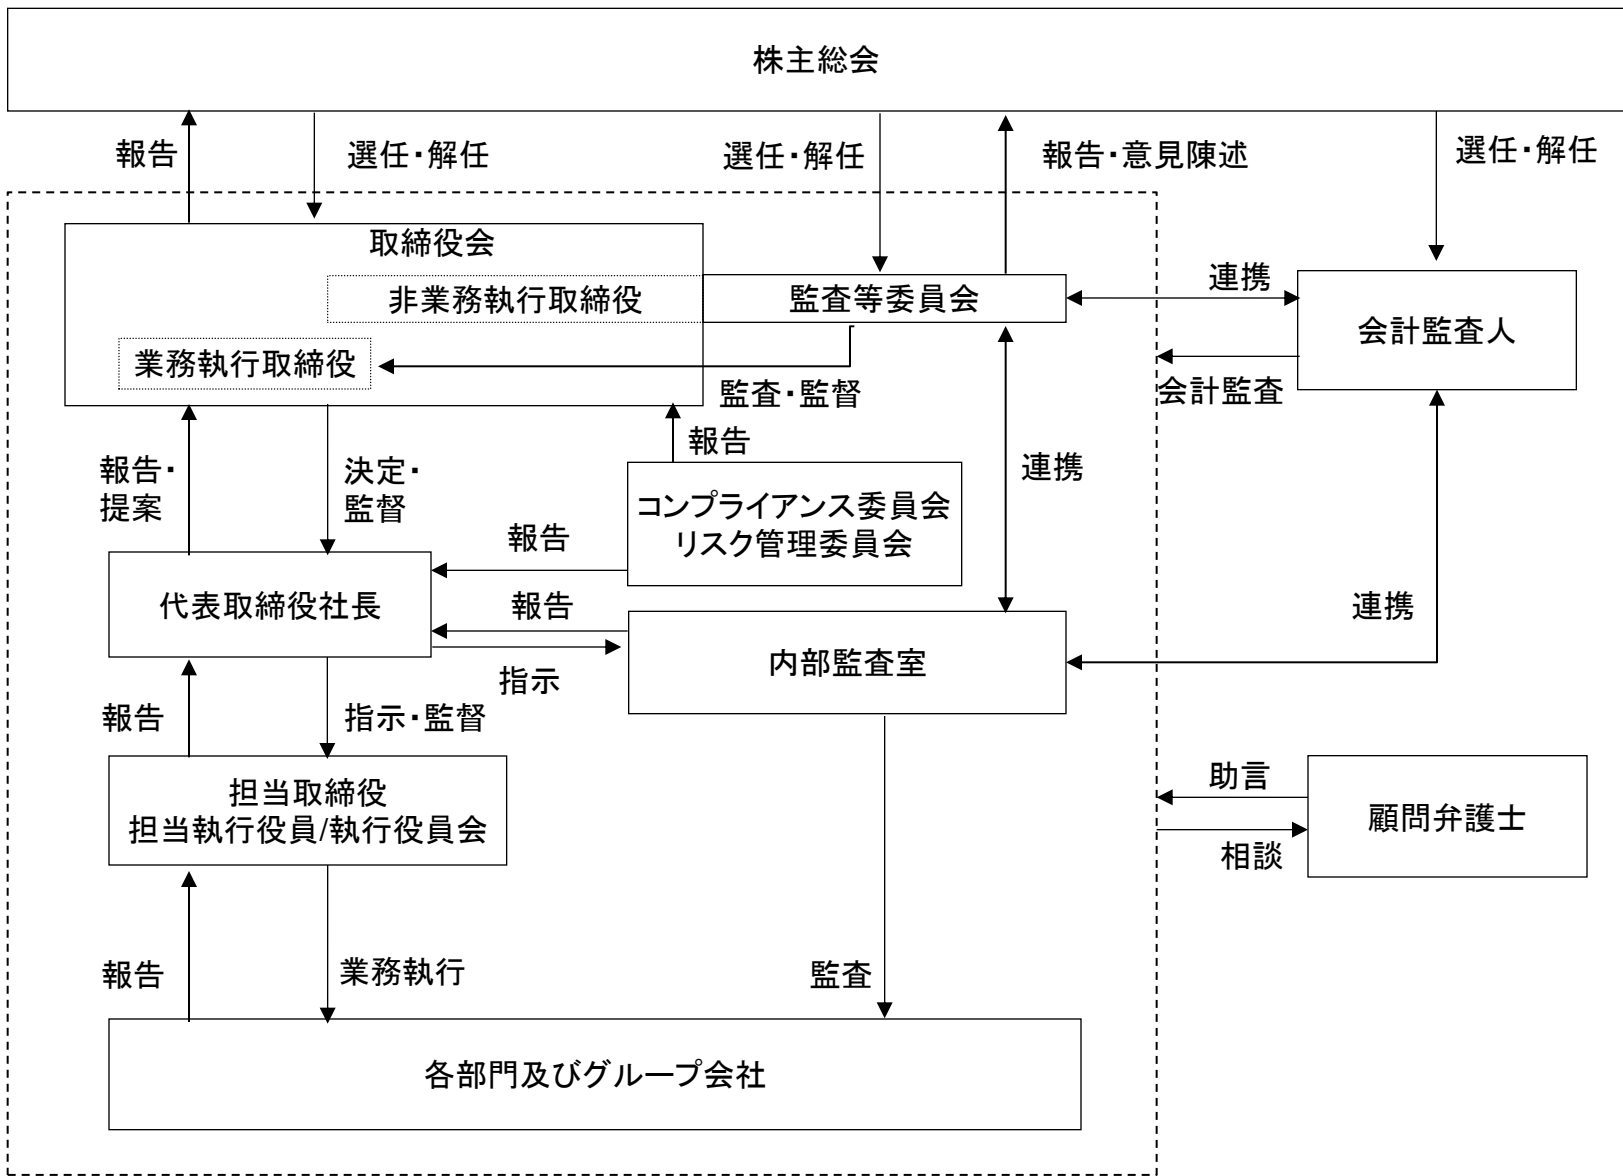 株主総会
報告
選任・解任
選任・解任
報告・意見陳述
選任・解任
取締役会
非業務執行取締役
監査等委員会
連携
会計監査人
業務執行取締役
監査・監督
会計監査
報告
報告・
提案
決定・
監督
連携
コンプライアンス委員会
リスク管理委員会
報告
代表取締役社長
報告
連携
内部監査室
指示
報告
指示・監督
担当取締役
担当執行役員/執行役員会
助言
顧問弁護士
相談
報告
業務執行
監査
各部門及びグループ会社